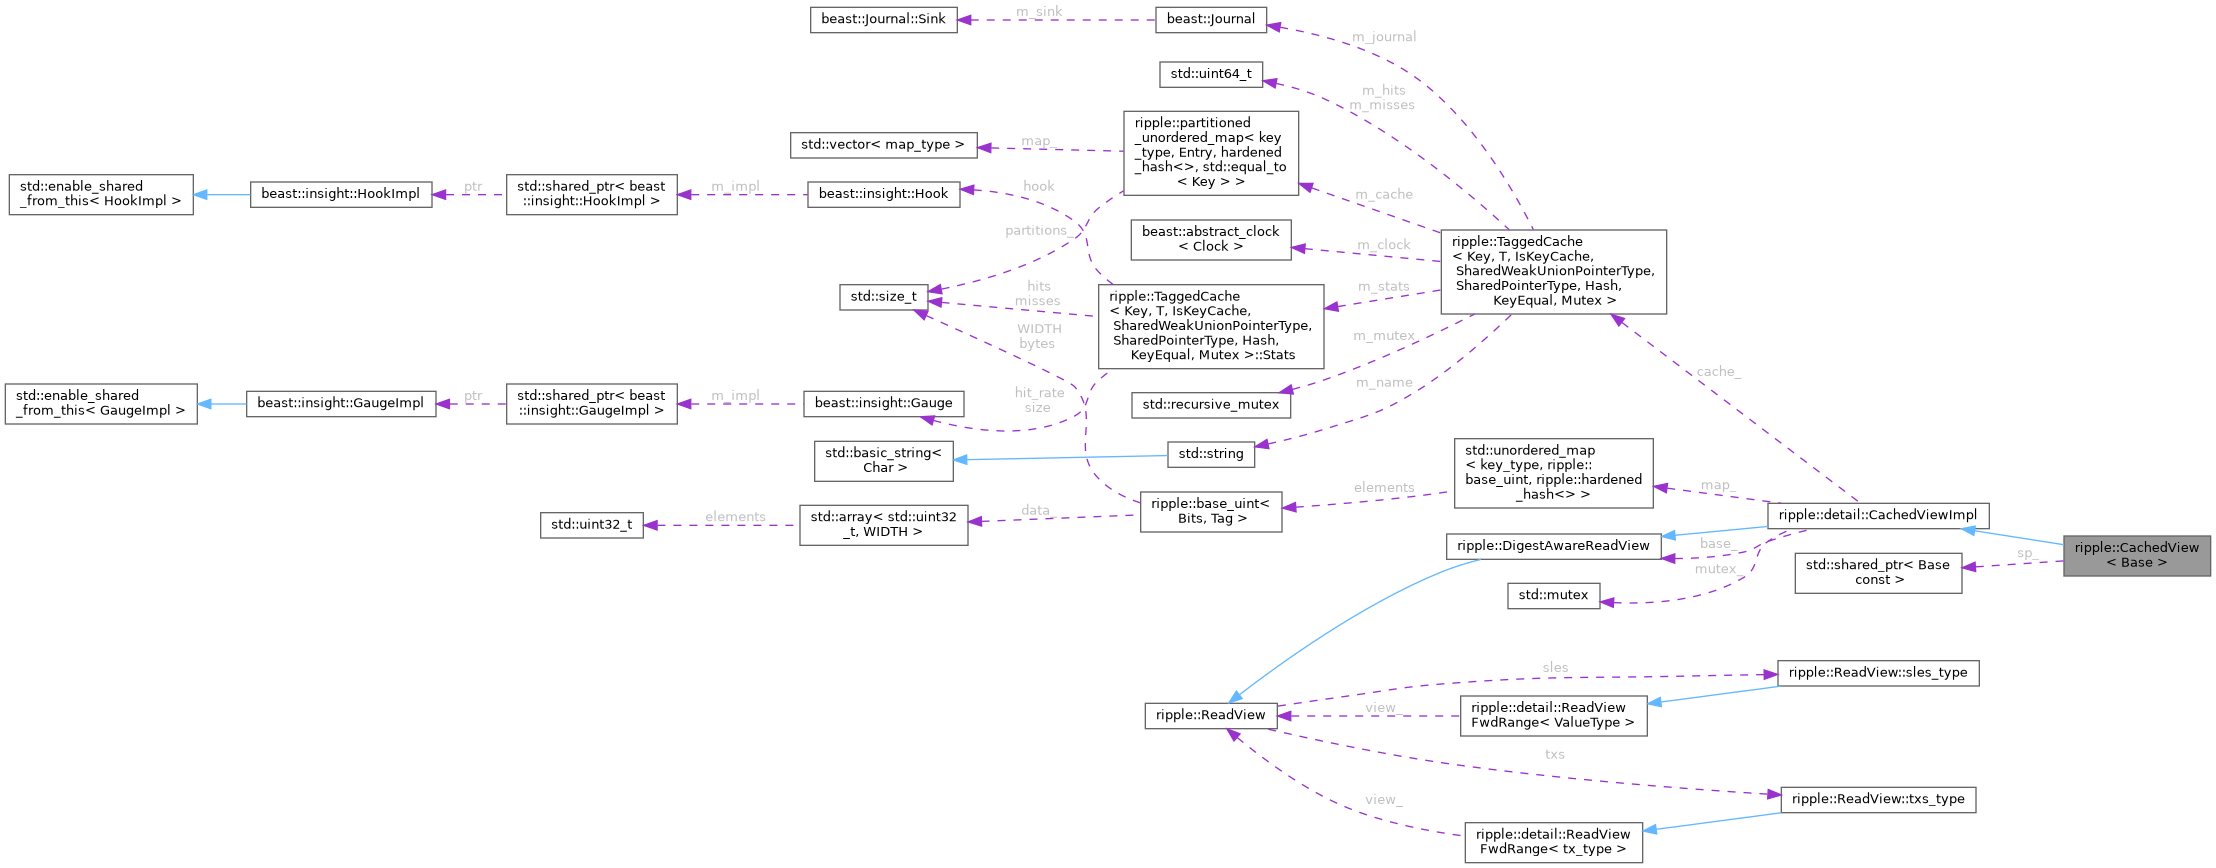 beast::Journal::Sink
m_sink
beast::Journal
m_journal
std::uint64_t
m_hits
m_misses
std::vector< map_type >
map_
ripple::partitioned
_unordered_map< key
_type, Entry, hardened
_hash<>, std::equal_to
< Key > >
m_cache
std::enable_shared
_from_this< HookImpl >
beast::insight::HookImpl
ptr
std::shared_ptr< beast
::insight::HookImpl >
m_impl
beast::insight::Hook
hook
partitions_
beast::abstract_clock
< Clock >
m_clock
ripple::TaggedCache
< Key, T, IsKeyCache,
SharedWeakUnionPointerType,
SharedPointerType, Hash,
KeyEqual, Mutex >
std::size_t
hits
misses
WIDTH
bytes
ripple::TaggedCache
< Key, T, IsKeyCache,
SharedWeakUnionPointerType,
SharedPointerType, Hash,
KeyEqual, Mutex >::Stats
m_stats
m_mutex
m_name
cache_
std::enable_shared
_from_this< GaugeImpl >
beast::insight::GaugeImpl
ptr
std::shared_ptr< beast
::insight::GaugeImpl >
m_impl
beast::insight::Gauge
hit_rate
size
std::recursive_mutex
std::basic_string<
Char >
std::string
std::unordered_map
< key_type, ripple::
base_uint, ripple::hardened
_hash<> >
map_
elements
ripple::base_uint<
Bits, Tag >
data_
std::array< std::uint32
_t, WIDTH >
elements
std::uint32_t
ripple::detail::CachedViewImpl
ripple::DigestAwareReadView
base_
mutex_
std::mutex
std::shared_ptr< Base
const >
sp_
ripple::CachedView
< Base >
ripple::ReadView
sles
ripple::ReadView::sles_type
view_
ripple::detail::ReadView
FwdRange< ValueType >
txs
ripple::ReadView::txs_type
view_
ripple::detail::ReadView
FwdRange< tx_type >